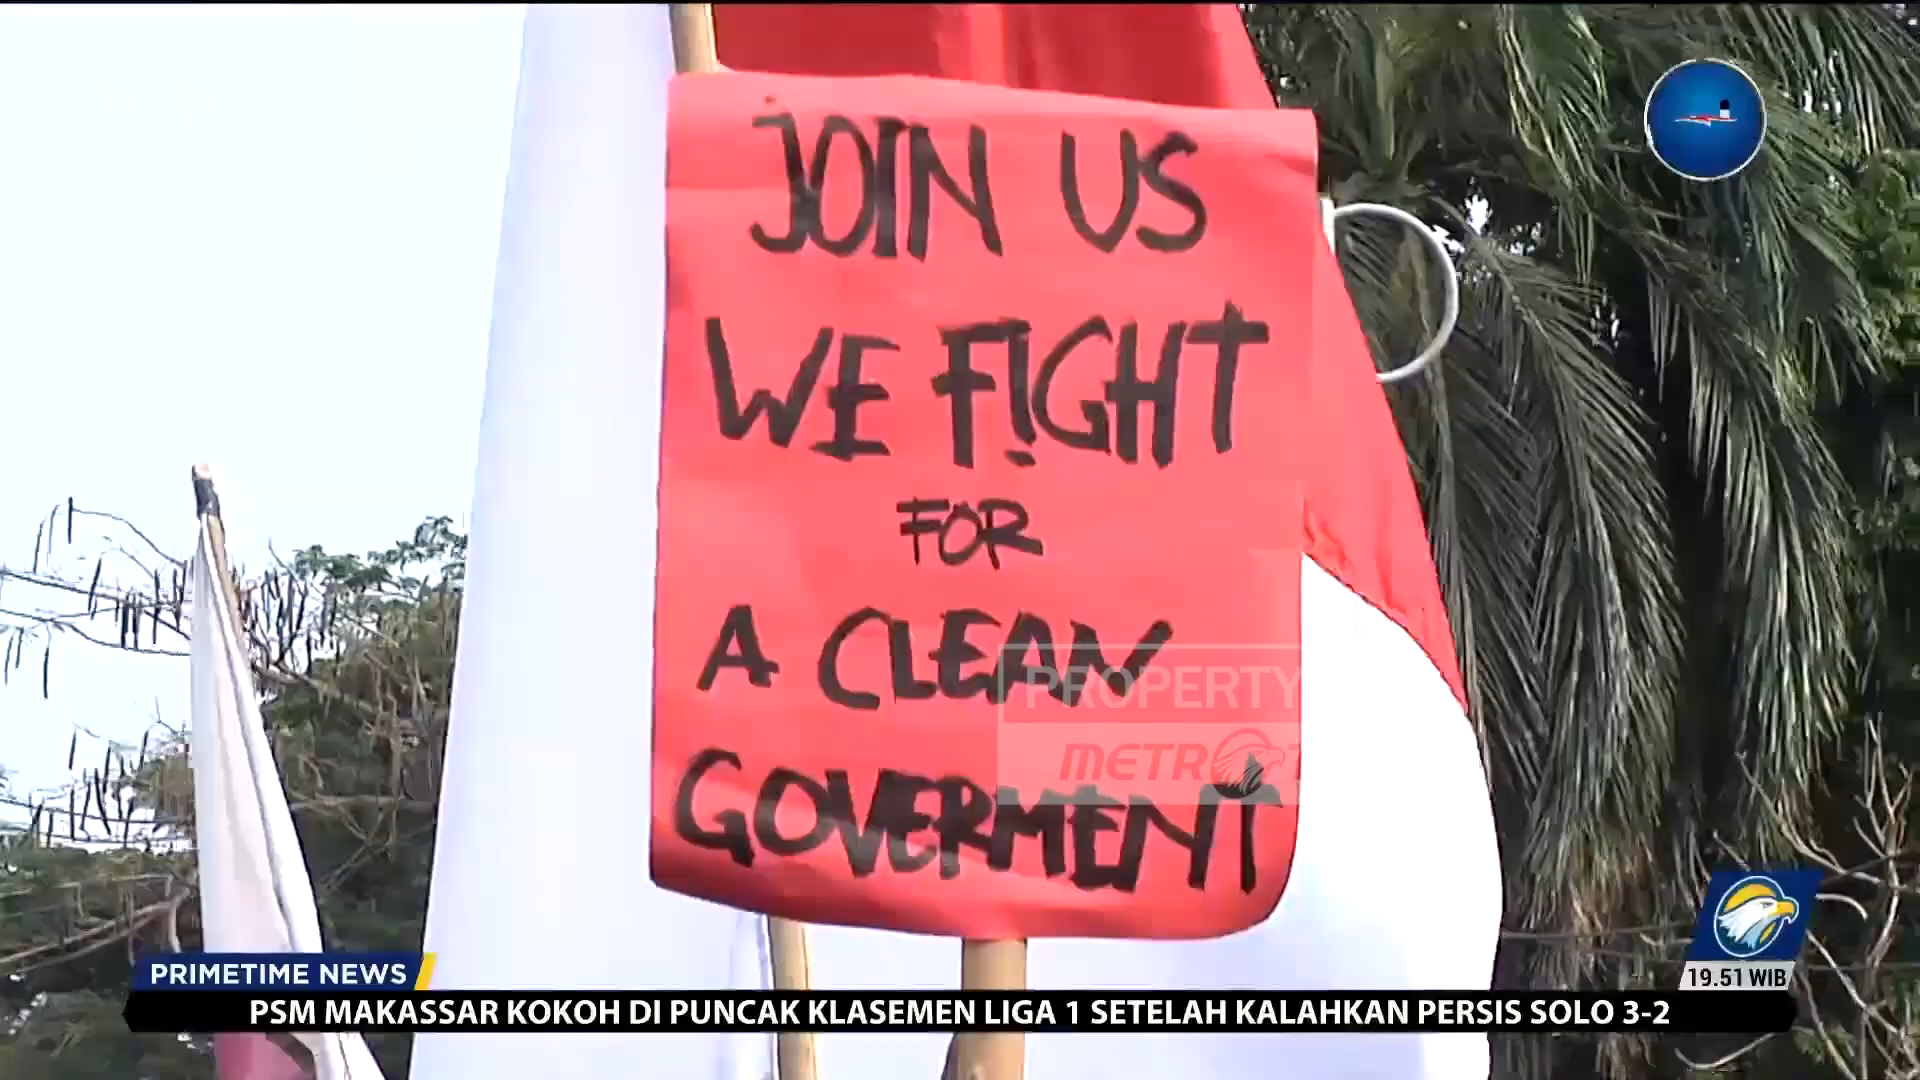 JOIN US
WE FIGHT
FOR
A CLEAN
GOVERMENT
PROPERTY
METRO T
PRIMETIME NEWS
19.51 WIB
PSM MAKASSAR KOKOH DI PUNCAK KLASEMEN LIGA 1 SETELAH KALAHKAN PERSIS SOLO 3-2